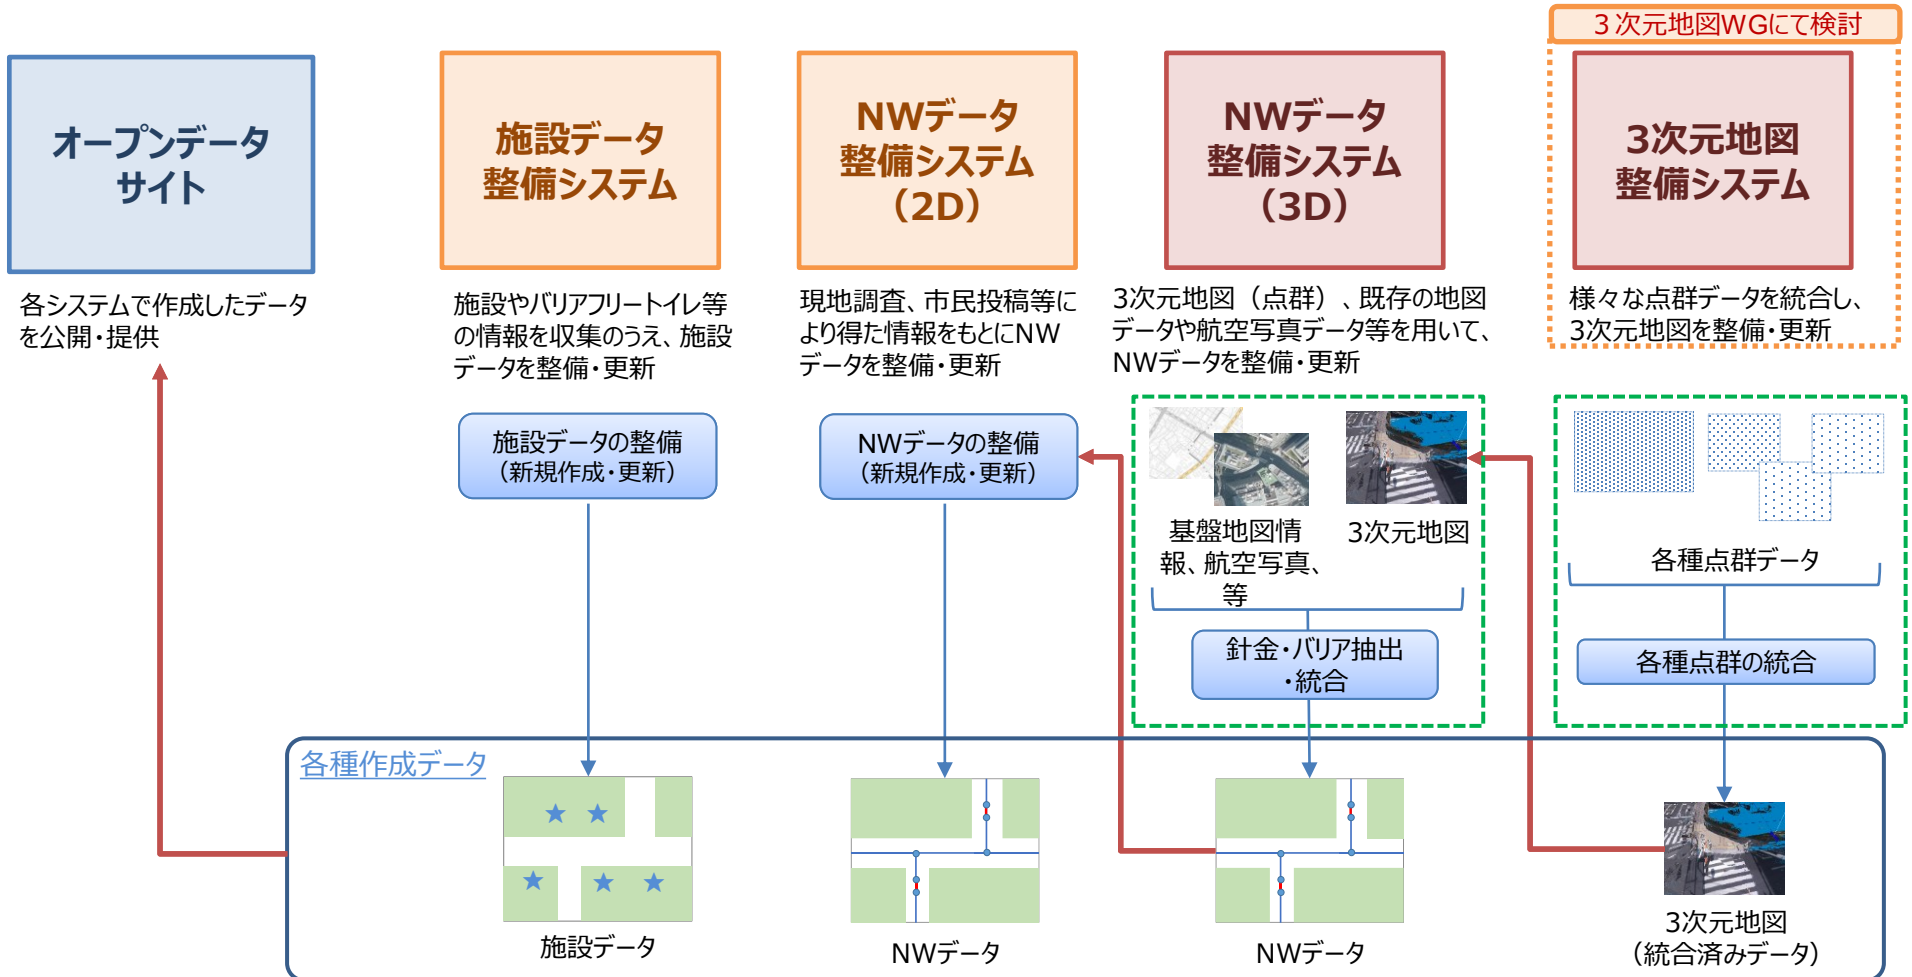 3次元地図WGにて検討
オープンデータ
サイト
施設データ
整備システム
NWデータ
整備システム
（2D）
NWデータ
整備システム
（3D）
3次元地図
整備システム
各システムで作成したデータ
を公開・提供
施設やバリアフリートイレ等
の情報を収集のうえ、施設
データを整備・更新
現地調査、市民投稿等に
より得た情報をもとにNW
データを整備・更新
3次元地図（点群）、既存の地図
データや航空写真データ等を用いて、
NWデータを整備・更新
様々な点群データを統合し、
3次元地図を整備・更新
施設データの整備
（新規作成・更新）
NWデータの整備
（新規作成・更新）
基盤地図情
報、航空写真、
等
3次元地図
各種点群データ
針金・バリア抽出
・統合
各種点群の統合
各種作成データ
施設データ
NWデータ
NWデータ
3次元地図
（統合済みデータ）